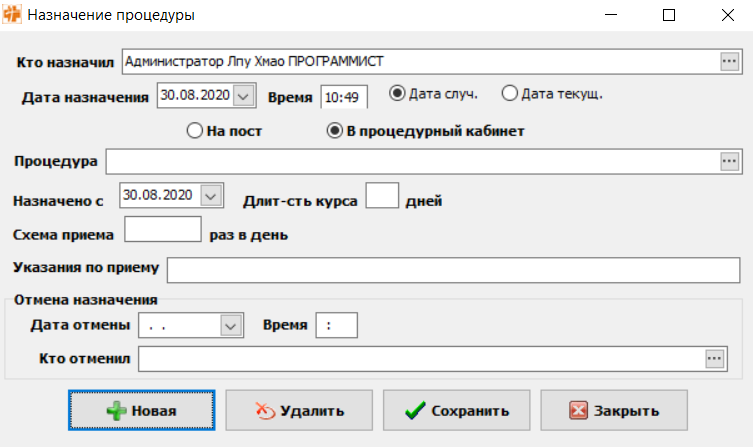 Назначение процедуры
Кто назначил Администратор Лпу Хмао ПРОГРАММИСТ ...
Дата назначения 30.08.2020 Время 10:49 Дата случ. Дата текущ.
На пост В процедурный кабинет
Процедура ...
Назначено с 30.08.2020 Длит-сть курса дней
Схема приема раз в день
Указания по приему
Отмена назначения
Дата отмены . . Время :
Кто отменил ...
Новая Удалить Сохранить Закрыть